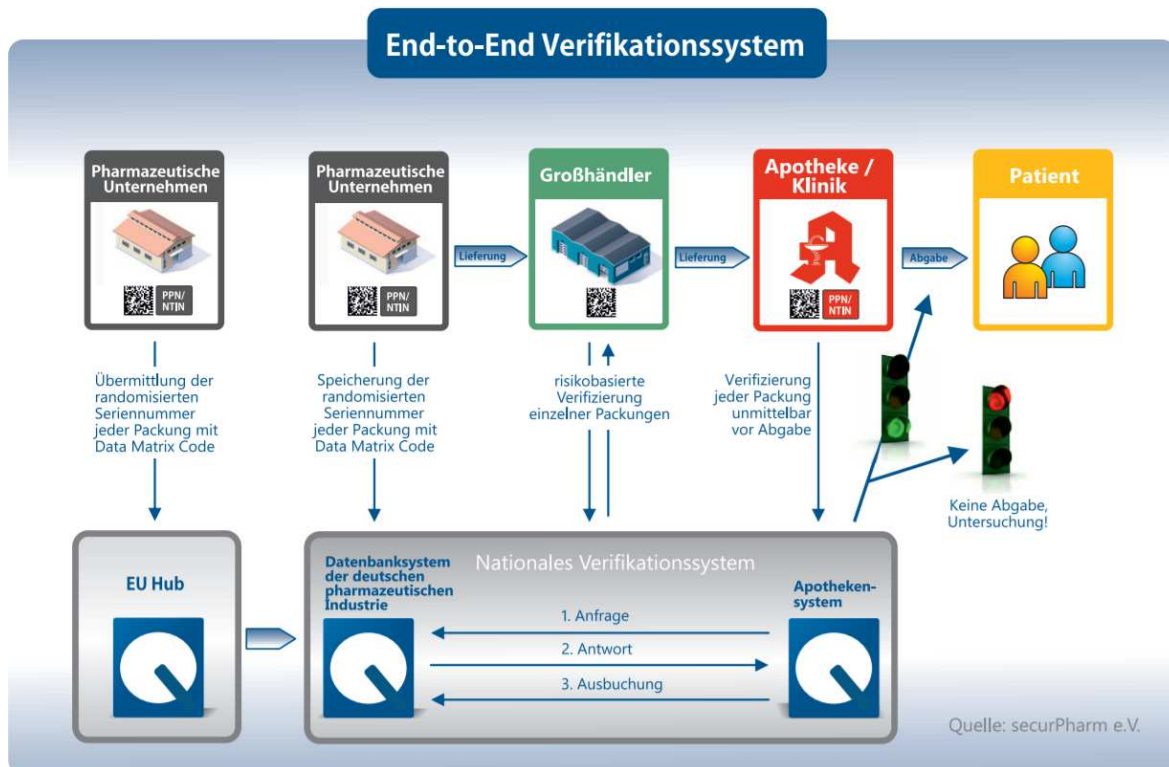 End-to-End Verifikationssystem
Pharmazeutische
Unternehmen
PPN/
NTIN
Pharmazeutische
Unternehmen
PPN/
NTIN
Lieferung
Großhändler
Lieferung
Apotheke /
Klinik
PPN/
NTIN
Abgabe
Patient
Übermittlung der
randomisierten
Seriennummer
jeder Packung mit
Data Matrix Code
Speicherung der
randomisierten
Seriennummer
jeder Packung mit
Data Matrix Code
risikobasierte
Verifizierung
einzelner Packungen
Verifizierung
jeder Packung
unmittelbar
vor Abgabe
Keine Abgabe,
Untersuchung!
EU Hub
Nationales Verifikationssystem
Datenbanksystem
der deutschen
pharmazeutischen
Industrie
1. Anfrage
2. Antwort
3. Ausbuchung
Apotheken-
system
Quelle: securPharm e.V.